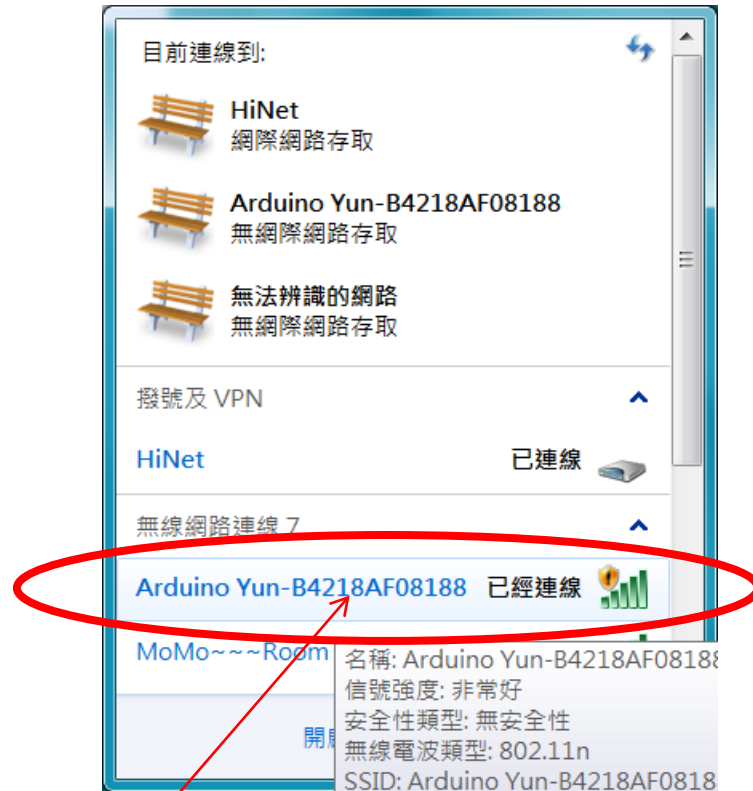 目前連線到:
HiNet
網際網路存取
Arduino Yun-B4218AF08188
無網際網路存取
無法辨識的網路
無網際網路存取
撥號及 VPN
HiNet 已連線
無線網路連線 7
Arduino Yun-B4218AF08188 已經連線
MoMo~~~Room
名稱: Arduino Yun-B4218AF08188
信號強度: 非常好
安全性類型: 無安全性
開
無線電波類型: 802.11n
SSID: Arduino Yun-B4218AF0818